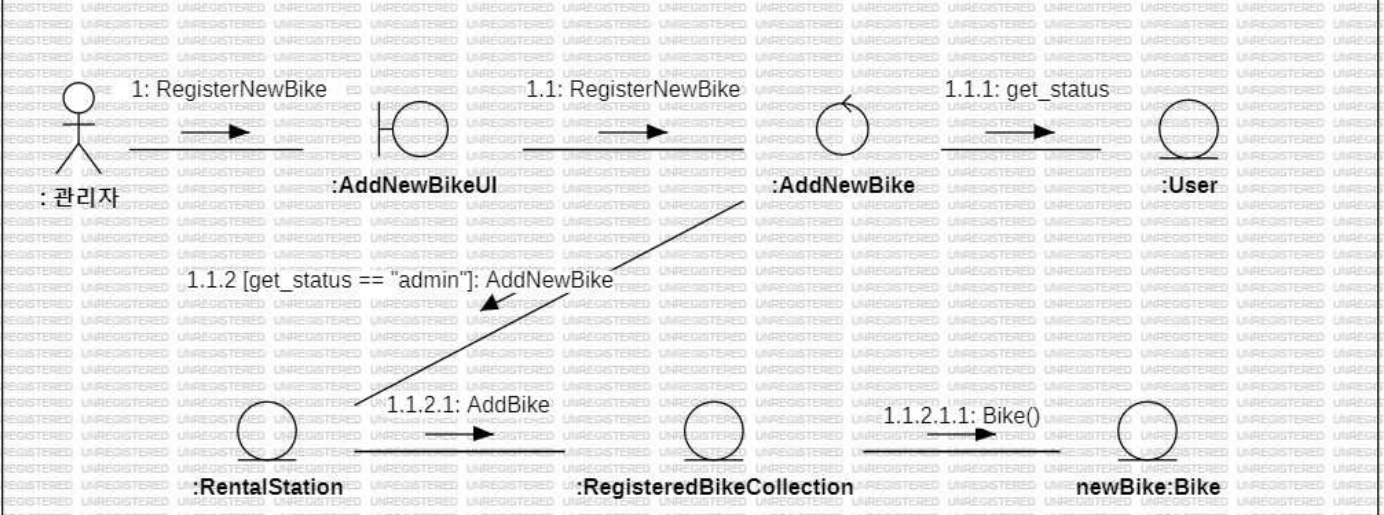 1: RegisterNewBike
1.1: RegisterNewBike
1.1.1: get_status
: 관리자
:AddNewBikeUI
:AddNewBike
:User
1.1.2 [get_status == "admin"]: AddNewBike
1.1.2.1: AddBike
1.1.2.1.1: Bike()
:RentalStation
:RegisteredBikeCollection
newBike:Bike
UNREGISTERED